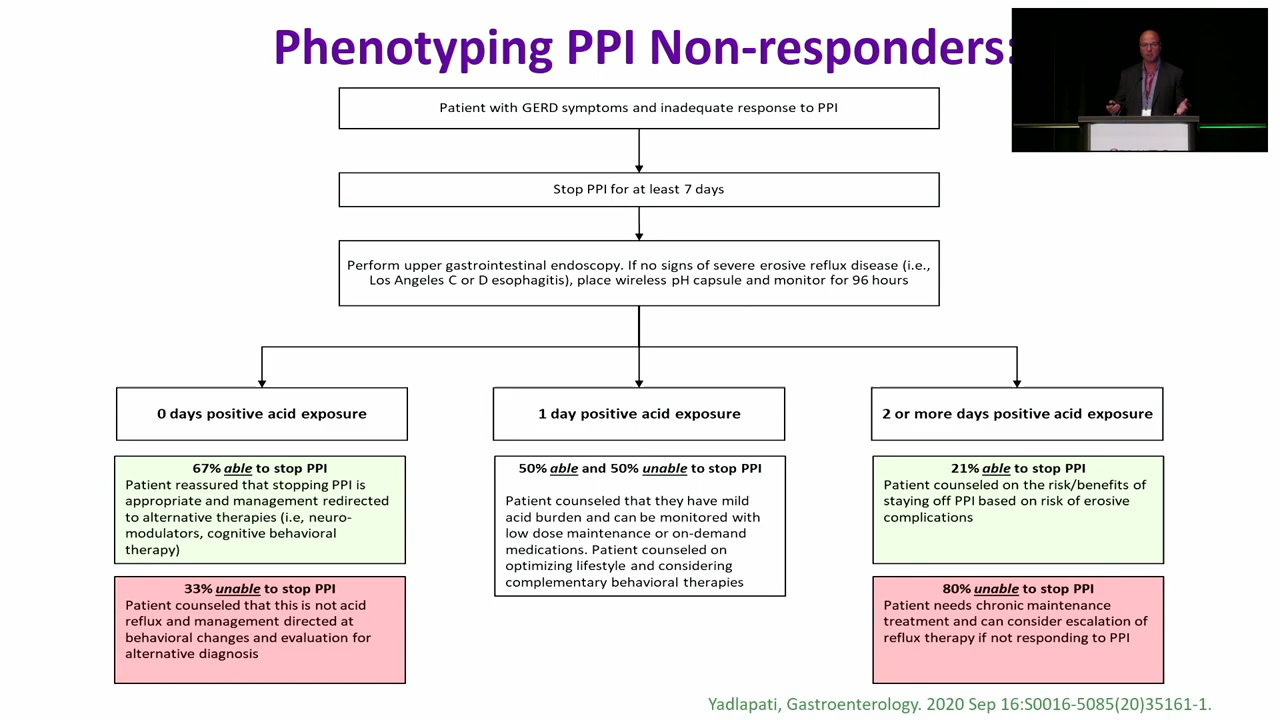 Phenotyping PPI Non-responders:
Patient with GERD symptoms and inadequate response to PPI
Stop PPI for at least 7 days
Perform upper gastrointestinal endoscopy. If no signs of severe erosive reflux disease (i.e.,
Los Angeles C or D esophagitis), place wireless pH capsule and monitor for 96 hours
0 days positive acid exposure
1 day positive acid exposure
2 or more days positive acid exposure
67% able to stop PPI
Patient reassured that stopping PPI is
appropriate and management redirected
to alternative therapies (i.e, neuro-
modulators, cognitive behavioral
therapy)
33% unable to stop PPI
Patient counseled that this is not acid
reflux and management directed at
behavioral changes and evaluation for
alternative diagnosis
50% able and 50% unable to stop PPI
Patient counseled that they have mild
acid burden and can be monitored with
low dose maintenance or on-demand
medications. Patient counseled on
optimizing lifestyle and considering
complementary behavioral therapies
21% able to stop PPI
Patient counseled on the risk/benefits of
staying off PPI based on risk of erosive
complications
80% unable to stop PPI
Patient needs chronic maintenance
treatment and can consider escalation of
reflux therapy if not responding to PPI
Yadlapati, Gastroenterology. 2020 Sep 16:S0016-5085(20)35161-1.